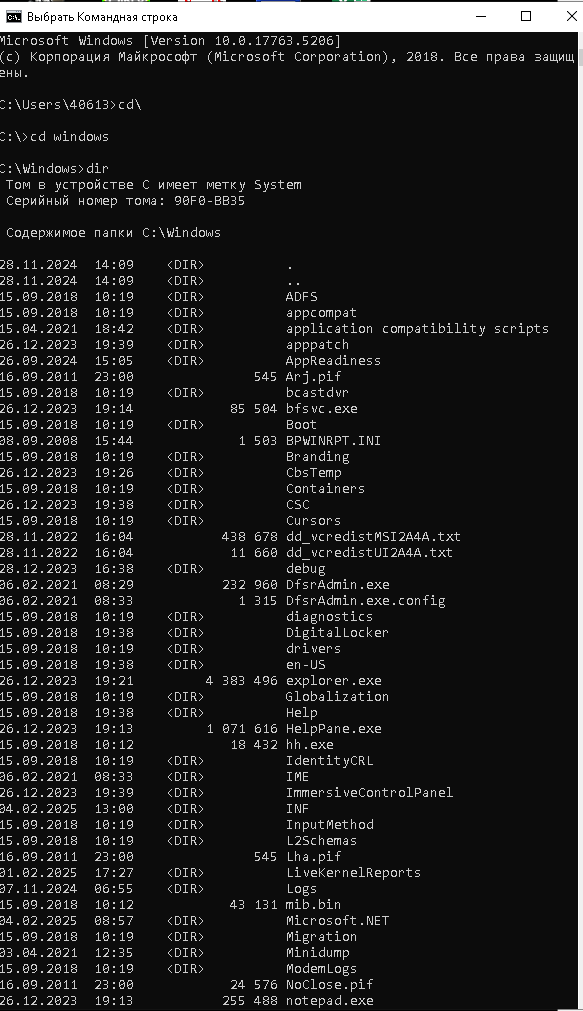 Выбрать Командная строка
Microsoft Windows [Version 10.0.17763.5206]
(c) Корпорация Майкрософт (Microsoft Corporation), 2018. Все права защищ
ены.
C:\Users\40613>cd\
C:\>cd windows
C:\Windows>dir
Том в устройстве C имеет метку System
Серийный номер тома: 90F0-BB35
Содержимое папки C:\Windows
28.11.2024 14:09 <DIR> .
28.11.2024 14:09 <DIR> ..
15.09.2018 10:19 <DIR> ADFS
15.09.2018 10:19 <DIR> appcompat
15.04.2021 18:42 <DIR> application compatibility scripts
26.12.2023 19:39 <DIR> apppatch
26.09.2024 15:05 <DIR> AppReadiness
16.09.2011 23:00 545 Arj.pif
15.09.2018 10:19 <DIR> bcastdvr
26.12.2023 19:14 85 504 bfsvc.exe
15.09.2018 10:19 <DIR> Boot
08.09.2008 15:44 1 503 BPWINRPT.INI
15.09.2018 10:19 <DIR> Branding
26.12.2023 19:26 <DIR> CbsTemp
15.09.2018 10:19 <DIR> Containers
26.12.2023 19:38 <DIR> CSC
15.09.2018 10:19 <DIR> Cursors
28.11.2022 16:04 438 678 dd_vcredistMSI2A4A.txt
28.11.2022 16:04 11 660 dd_vcredistUI2A4A.txt
28.12.2023 16:38 <DIR> debug
06.02.2021 08:29 232 960 DfsrAdmin.exe
06.02.2021 08:33 1 315 DfsrAdmin.exe.config
15.09.2018 10:19 <DIR> diagnostics
15.09.2018 19:38 <DIR> DigitalLocker
15.09.2018 10:19 <DIR> drivers
15.09.2018 19:38 <DIR> en-US
26.12.2023 19:21 4 383 496 explorer.exe
15.09.2018 10:19 <DIR> Globalization
15.09.2018 19:38 <DIR> Help
26.12.2023 19:13 1 071 616 HelpPane.exe
15.09.2018 10:12 18 432 hh.exe
15.09.2018 10:19 <DIR> IdentityCRL
06.02.2021 08:33 <DIR> IME
26.12.2023 19:39 <DIR> ImmersiveControlPanel
04.02.2025 13:00 <DIR> INF
15.09.2018 10:19 <DIR> InputMethod
15.09.2018 10:19 <DIR> L2Schemas
16.09.2011 23:00 545 Lha.pif
01.02.2025 17:27 <DIR> LiveKernelReports
07.11.2024 06:55 <DIR> Logs
15.09.2018 10:12 43 131 mib.bin
04.02.2025 08:57 <DIR> Microsoft.NET
15.09.2018 10:19 <DIR> Migration
03.04.2021 12:35 <DIR> Minidump
15.09.2018 10:19 <DIR> ModemLogs
16.09.2011 23:00 24 576 NoClose.pif
26.12.2023 19:13 255 488 notepad.exe